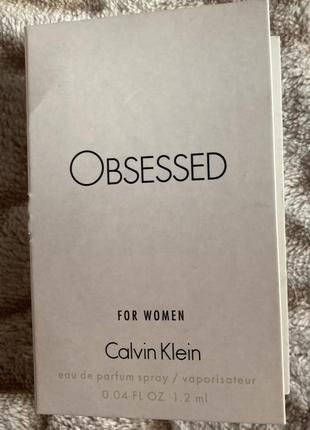 OBSESSED
FOR WOMEN
Calvin Klein
eau de parfum spray / vaporisateur
0.04 FL OZ 1.2 ml